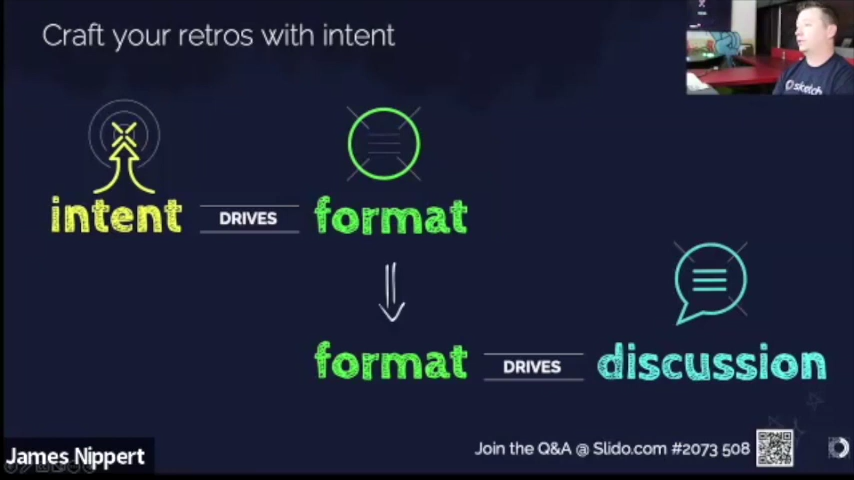 Craft your retros with intent
sketch
intent DRIVES format
format DRIVES discussion
Join the Q&A @ Slido.com #2073 508
James Nippert